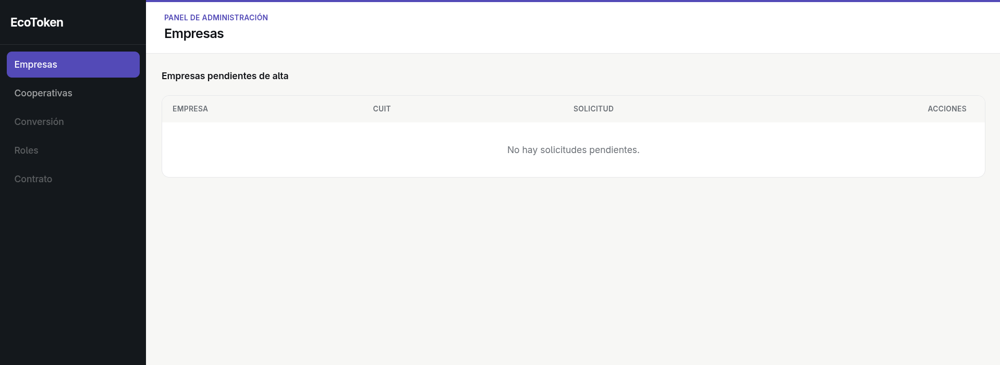 EcoToken
Empresas
Cooperativas
Conversión
Roles
Contrato
PANEL DE ADMINISTRACIÓN
Empresas
Empresas pendientes de alta
EMPRESA CUIT SOLICITUD ACCIONES
No hay solicitudes pendientes.